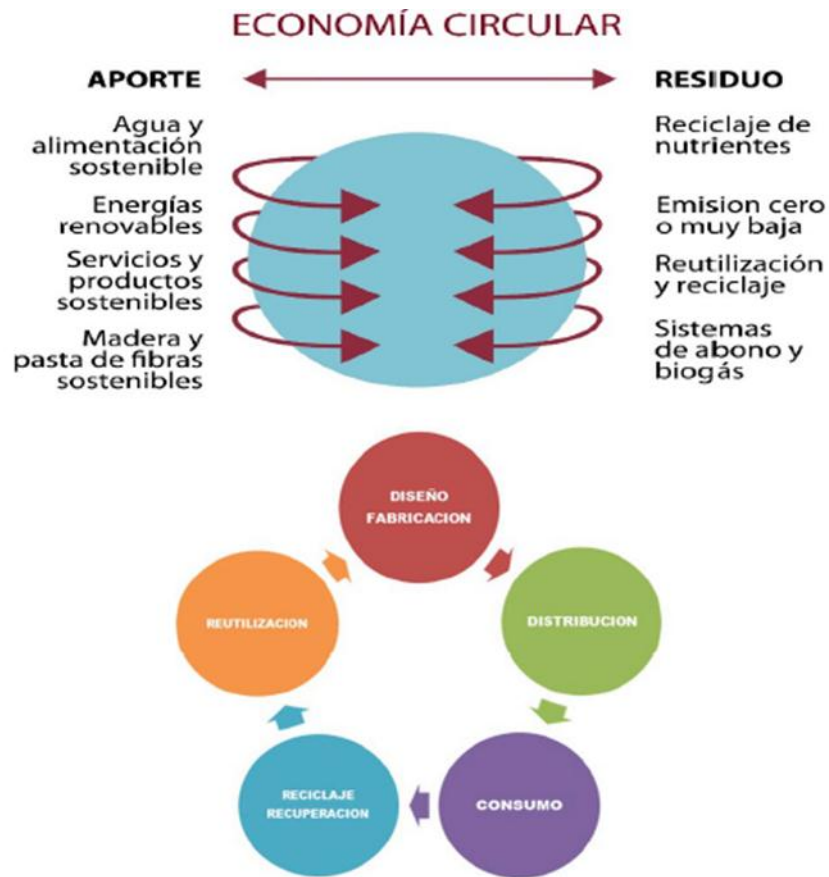 ECONOMÍA CIRCULAR
APORTE
RESIDUO
Agua y
alimentación
sostenible
Reciclaje de
nutrientes
Energías
renovables
Emision cero
o muy baja
Servicios y
productos
sostenibles
Reutilización
y reciclaje
Madera y
pasta de fibras
sostenibles
Sistemas
de abono y
biogás
DISEÑO
FABRICACION
DISTRIBUCION
CONSUMO
RECICLAJE
RECUPERACION
REUTILIZACION